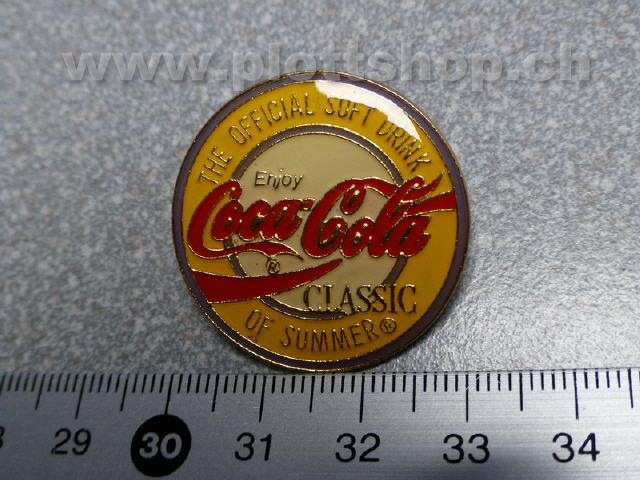 www.plottshop.ch
THE OFFICIAL SOFT DRINK
Enjoy
Coca-Cola
®
CLASSIC
OF SUMMER®
29 30 31 32 33 34